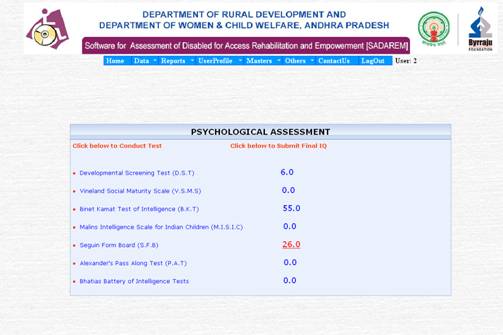 DEPARTMENT OF RURAL DEVELOPMENT AND
DEPARTMENT OF WOMEN & CHILD WELFARE, ANDHRA PRADESH
Software for Assessment of Disabled for Access Rehabilitation and Empowerment [SADAREM]
Byrraju
FOUNDATION
Home Data Reports UserProfile Masters Others ContactUs LagOut User: 2
PSYCHOLOGICAL ASSESSMENT
Click below to Conduct Test Click below to Submit Final IQ
Developmental Screening Test (D.S.T) 6.0
Vineland Social Maturity Scale (V.S.M.S) 0.0
Binet Kamat Test of Intelligence (B.K.T) 55.0
Malins Intelligence Scale for Indian Children (M.I.S.I.C) 0.0
Seguin Form Board (S.F.B) 26.0
Alexander's Pass Along Test (P.A.T) 0.0
Bhatias Battery of Intelligence Tests 0.0